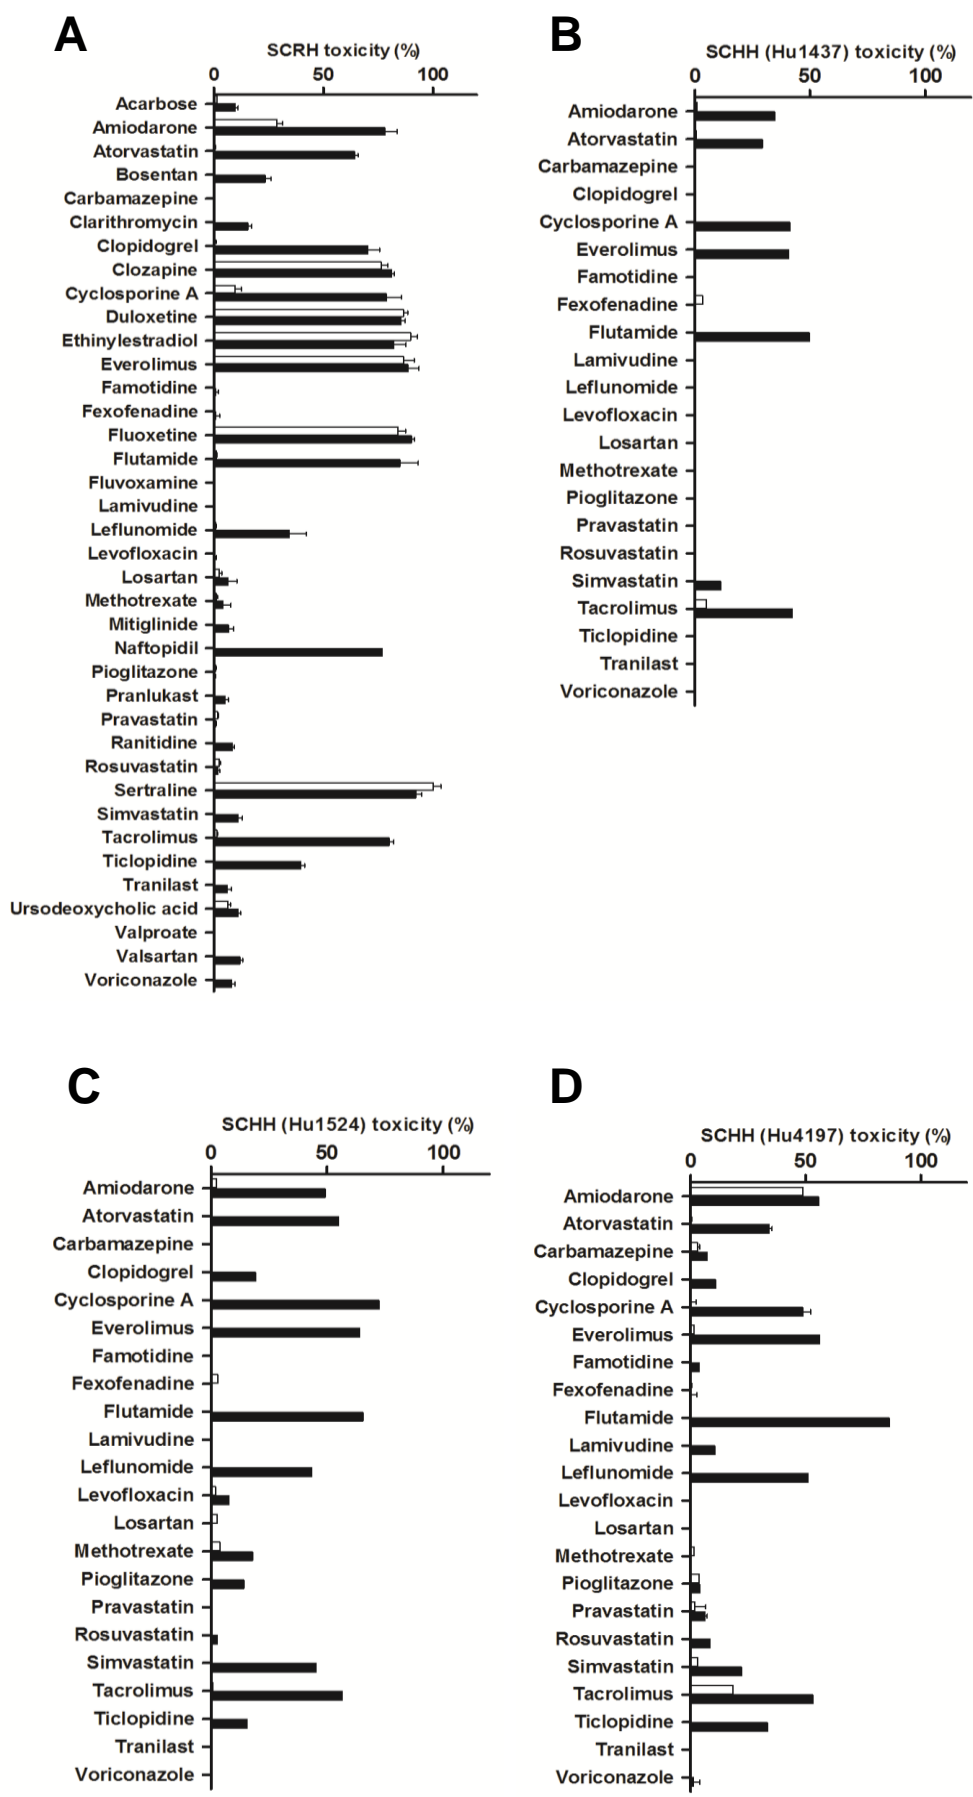 A
SCRH toxicity (%)
0 50 100
Acarbose
Amiodarone
Atorvastatin
Bosentan
Carbamazepine
Clarithromycin
Clopidogrel
Clozapine
Cyclosporine A
Duloxetine
Ethinylestradiol
Everolimus
Famotidine
Fexofenadine
Fluoxetine
Flutamide
Fluvoxamine
Lamivudine
Leflunomide
Levofloxacin
Losartan
Methotrexate
Mitiglinide
Naftopidil
Pioglitazone
Pranlukast
Pravastatin
Ranitidine
Rosuvastatin
Sertraline
Simvastatin
Tacrolimus
Ticlopidine
Tranilast
Ursodeoxycholic acid
Valproate
Valsartan
Voriconazole
B
SCHH (Hu1437) toxicity (%)
0 50 100
Amiodarone
Atorvastatin
Carbamazepine
Clopidogrel
Cyclosporine A
Everolimus
Famotidine
Fexofenadine
Flutamide
Lamivudine
Leflunomide
Levofloxacin
Losartan
Methotrexate
Pioglitazone
Pravastatin
Rosuvastatin
Simvastatin
Tacrolimus
Ticlopidine
Tranilast
Voriconazole
C
SCHH (Hu1524) toxicity (%)
0 50 100
Amiodarone
Atorvastatin
Carbamazepine
Clopidogrel
Cyclosporine A
Everolimus
Famotidine
Fexofenadine
Flutamide
Lamivudine
Leflunomide
Levofloxacin
Losartan
Methotrexate
Pioglitazone
Pravastatin
Rosuvastatin
Simvastatin
Tacrolimus
Ticlopidine
Tranilast
Voriconazole
D
SCHH (Hu4197) toxicity (%)
0 50 100
Amiodarone
Atorvastatin
Carbamazepine
Clopidogrel
Cyclosporine A
Everolimus
Famotidine
Fexofenadine
Flutamide
Lamivudine
Leflunomide
Levofloxacin
Losartan
Methotrexate
Pioglitazone
Pravastatin
Rosuvastatin
Simvastatin
Tacrolimus
Ticlopidine
Tranilast
Voriconazole